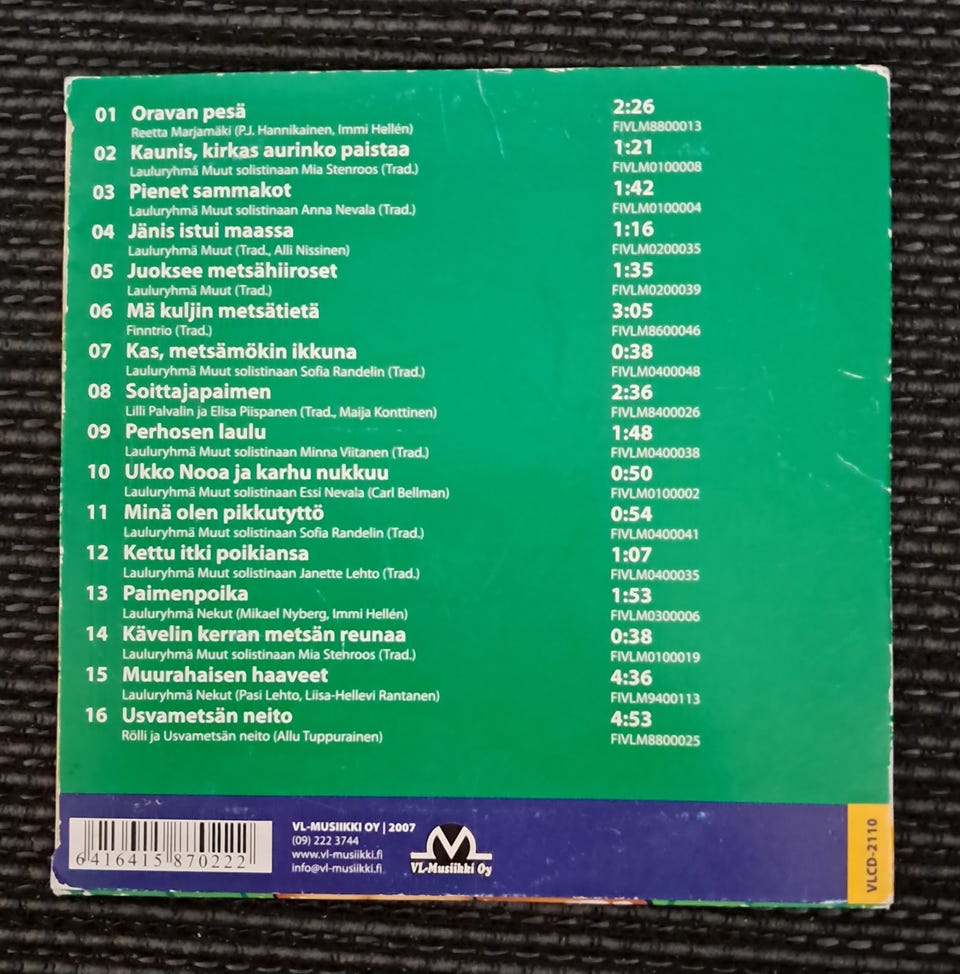 01 Oravan pesä 2:26
Reetta Marjamäki (P.J. Hannikainen, Immi Hellén) FIVLM8800013
02 Kaunis, kirkas aurinko paistaa 1:21
Lauluryhmä Muut solistinaan Mia Stenroos (Trad.) FIVLM0100008
03 Pienet sammakot 1:42
Lauluryhmä Muut solistinaan Anna Nevala (Trad.) FIVLM0100004
04 Jänis istui maassa 1:16
Lauluryhmä Muut (Trad., Alli Nissinen) FIVLM0200035
05 Juoksee metsähiiroset 1:35
Lauluryhmä Muut (Trad.) FIVLM0200039
06 Mä kuljin metsätietä 3:05
Finntrio (Trad.) FIVLM8600046
07 Kas, metsämökin ikkuna 0:38
Lauluryhmä Muut solistinaan Sofia Randelin (Trad.) FIVLM0400048
08 Soittajapaimen 2:36
Lilli Palvalin ja Elisa Piispanen (Trad., Maija Konttinen) FIVLM8400026
09 Perhosen laulu 1:48
Lauluryhmä Muut solistinaan Minna Viitanen (Trad.) FIVLM0400038
10 Ukko Nooa ja karhu nukkuu 0:50
Lauluryhmä Muut solistinaan Essi Nevala (Carl Bellman) FIVLM0100002
11 Minä olen pikkutyttö 0:54
Lauluryhmä Muut solistinaan Sofia Randelin (Trad.) FIVLM0400041
12 Kettu itki poikiansa 1:07
Lauluryhmä Muut solistinaan Janette Lehto (Trad.) FIVLM0400035
13 Paimenpoika 1:53
Lauluryhmä Nekut (Mikael Nyberg, Immi Hellén) FIVLM0300006
14 Kävelin kerran metsän reunaa 0:38
Lauluryhmä Muut solistinaan Mia Stenroos (Trad.) FIVLM0100019
15 Muurahaisen haaveet 4:36
Lauluryhmä Nekut (Pasi Lehto, Liisa-Hellevi Rantanen) FIVLM9400113
16 Usvametsän neito 4:53
Rölli ja Usvametsän neito (Allu Tuppurainen) FIVLM8800025
6 416415 870222
VL-MUSIIKKI OY | 2007
(09) 222 3744
www.vl-musiikki.fi
info@vl-musiikki.fi
VL-Musiikki Oy
VLCD-2110